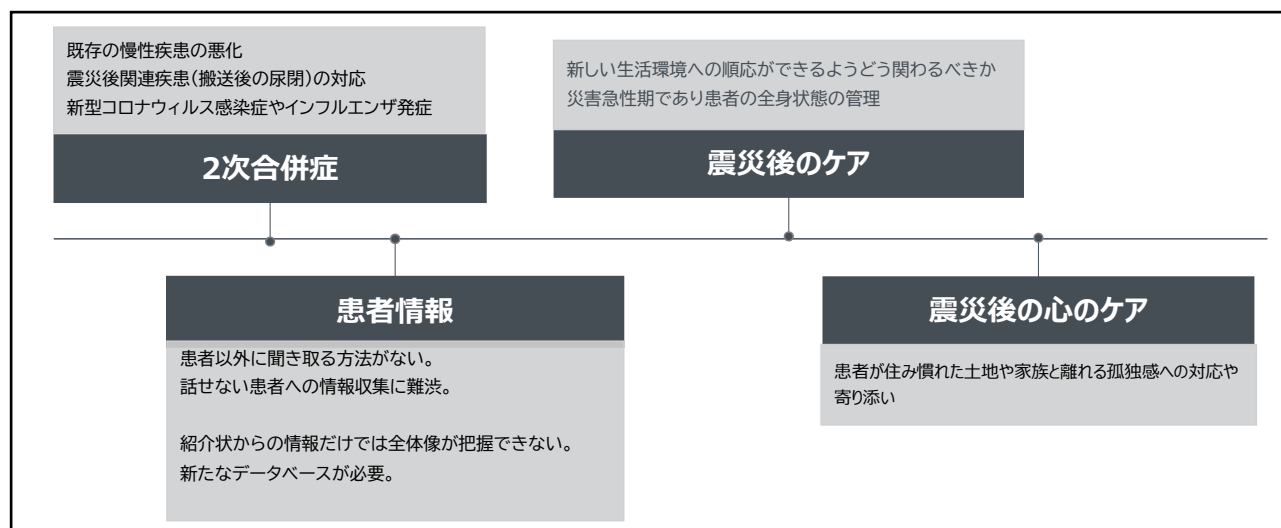 既存の慢性疾患の悪化
震災後関連疾患(搬送後の尿閉)の対応
新型コロナウィルス感染症やインフルエンザ発症
2次合併症
新しい生活環境への順応ができるようどう関わるべきか
災害急性期であり患者の全身状態の管理
震災後のケア
患者情報
患者以外に聞き取る方法がない。
話せない患者への情報収集に難渋。
紹介状からの情報だけでは全体像が把握できない。
新たなデータベースが必要。
震災後の心のケア
患者が住み慣れた土地や家族と離れる孤独感への対応や
寄り添い